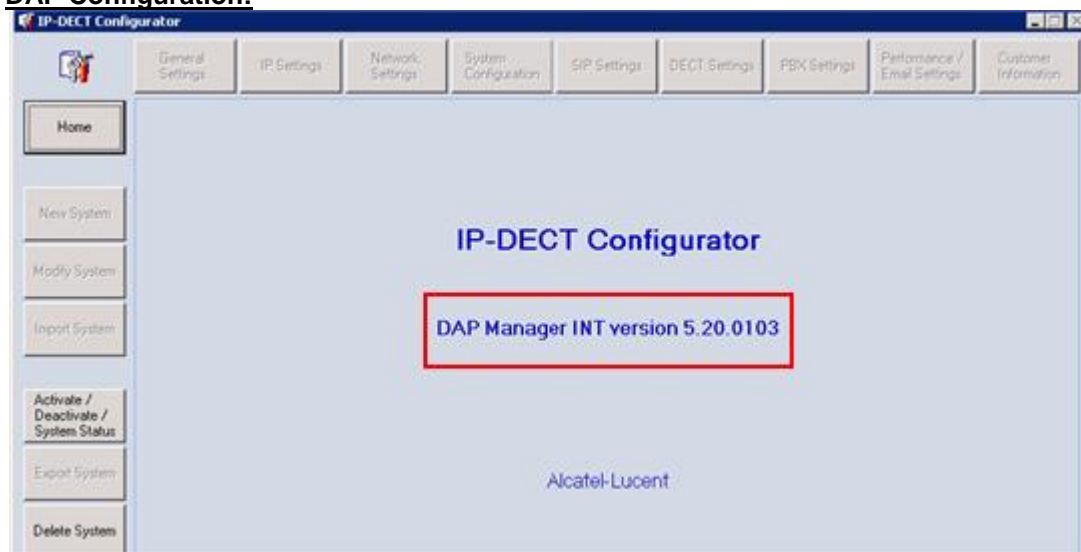 DAP Configuration:
IP-DECT Configurator
General Settings
IP Settings
Network Settings
System Configuration
SIP Settings
DECT Settings
PBX Settings
Performance / Email Settings
Customer Information
Home
New System
Modify System
Import System
Activate /
Deactivate /
System Status
Export System
Delete System
IP-DECT Configurator
DAP Manager INT version 5.20.0103
Alcatel-Lucent